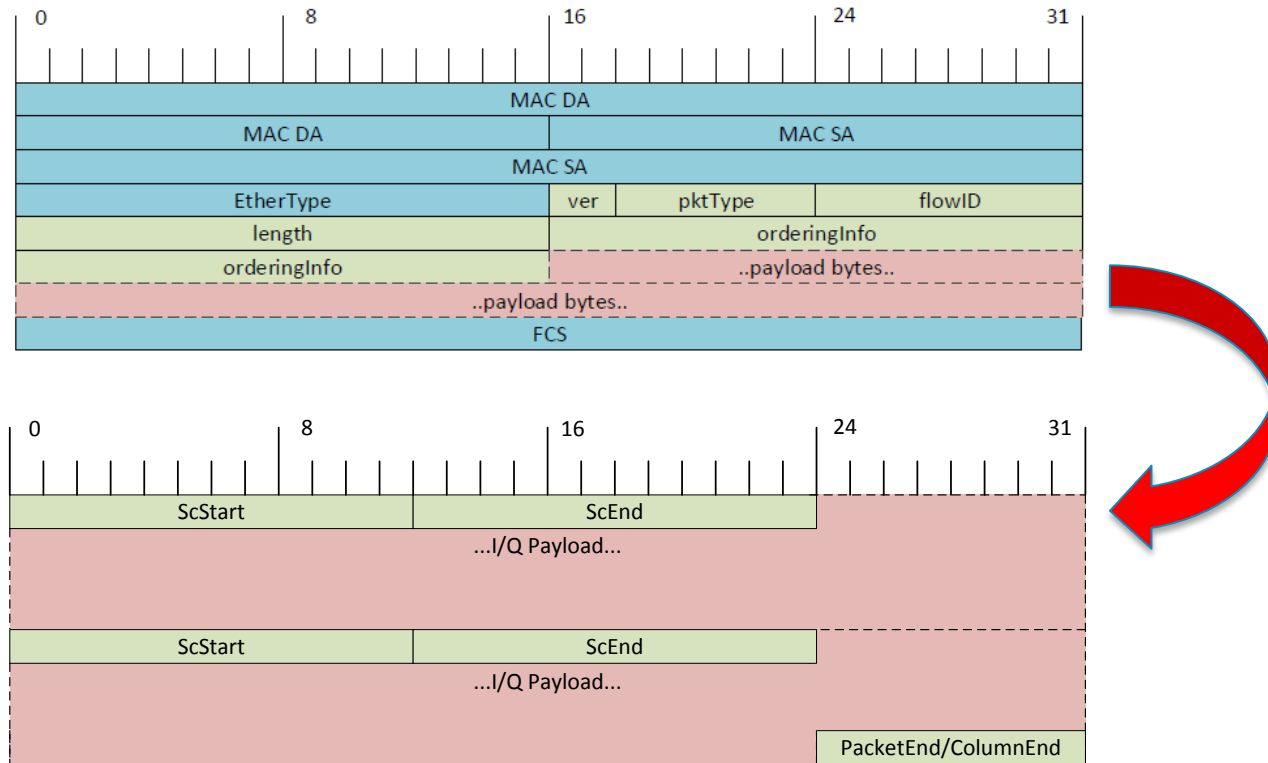 0 8 16 24 31
MAC DA
MAC DA MAC SA
MAC SA
EtherType ver pktType flowID
length orderingInfo
orderingInfo ..payload bytes..
..payload bytes..
FCS
0 8 16 24 31
ScStart ScEnd
...I/Q Payload...
ScStart ScEnd
...I/Q Payload...
PacketEnd/ColumnEnd